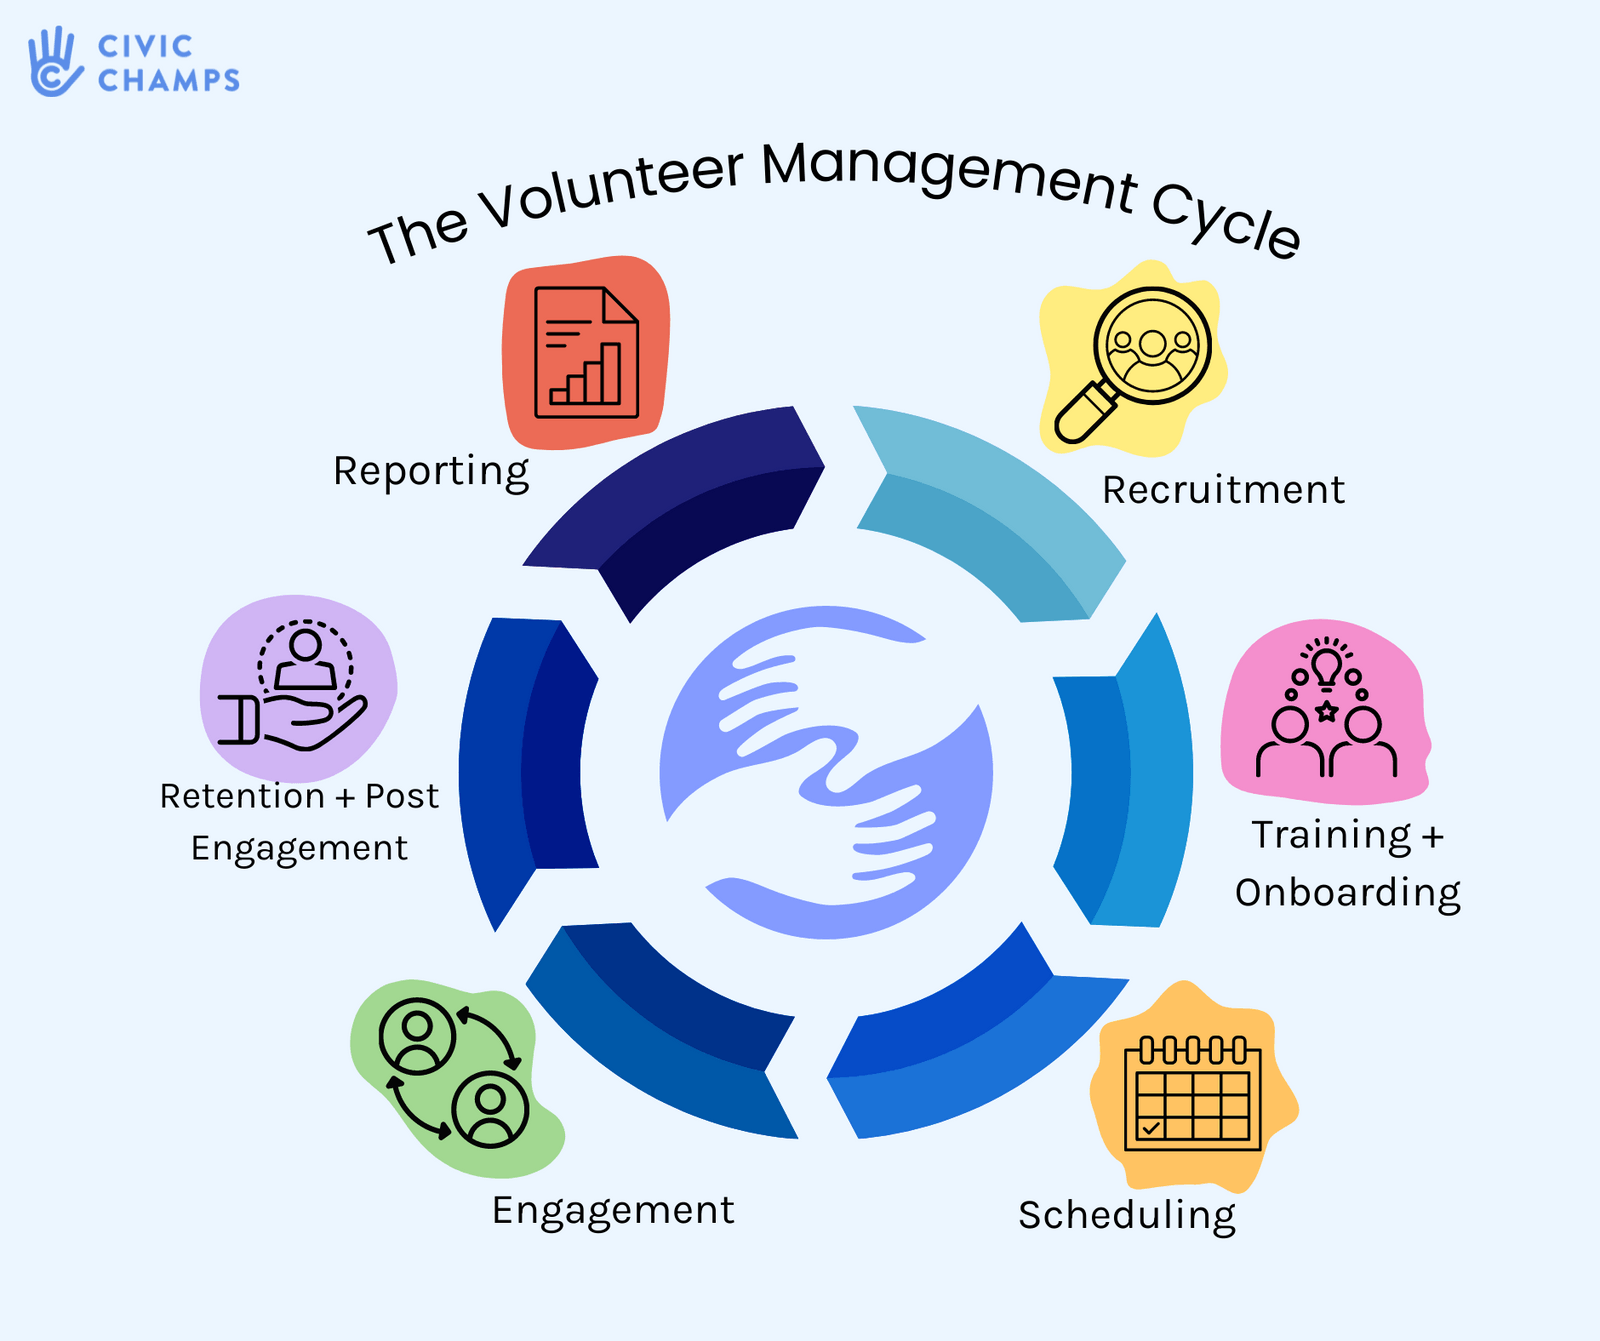 CIVIC
CHAMPS
The Volunteer Management Cycle
Reporting
Recruitment
Retention + Post
Engagement
Training +
Onboarding
Engagement
Scheduling